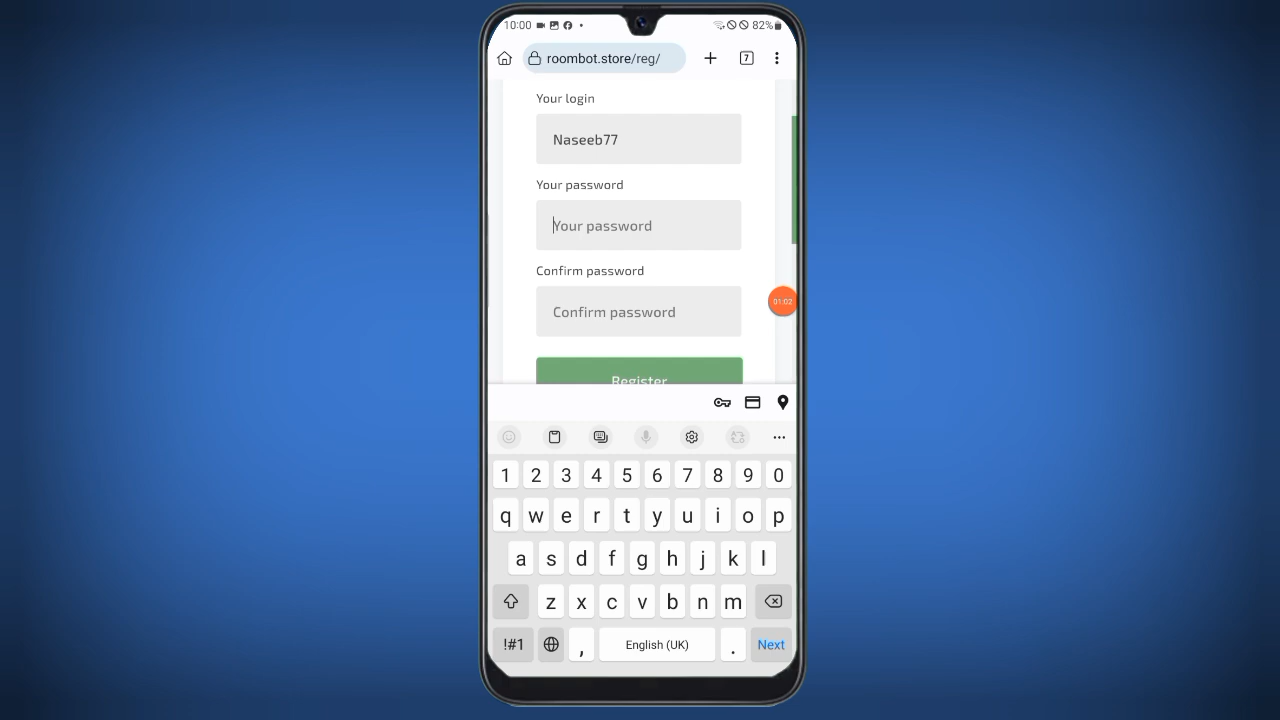 10:00 82%
roombot.store/reg/ 7
Your login
Naseeb77
Your password
Your password
Confirm password
01:02
Confirm password
Register
1 2 3 4 5 6 7 8 9 0
q w e r t y u i o p
a s d f g h j k l
z x c v b n m
!#1 , English (UK) . Next